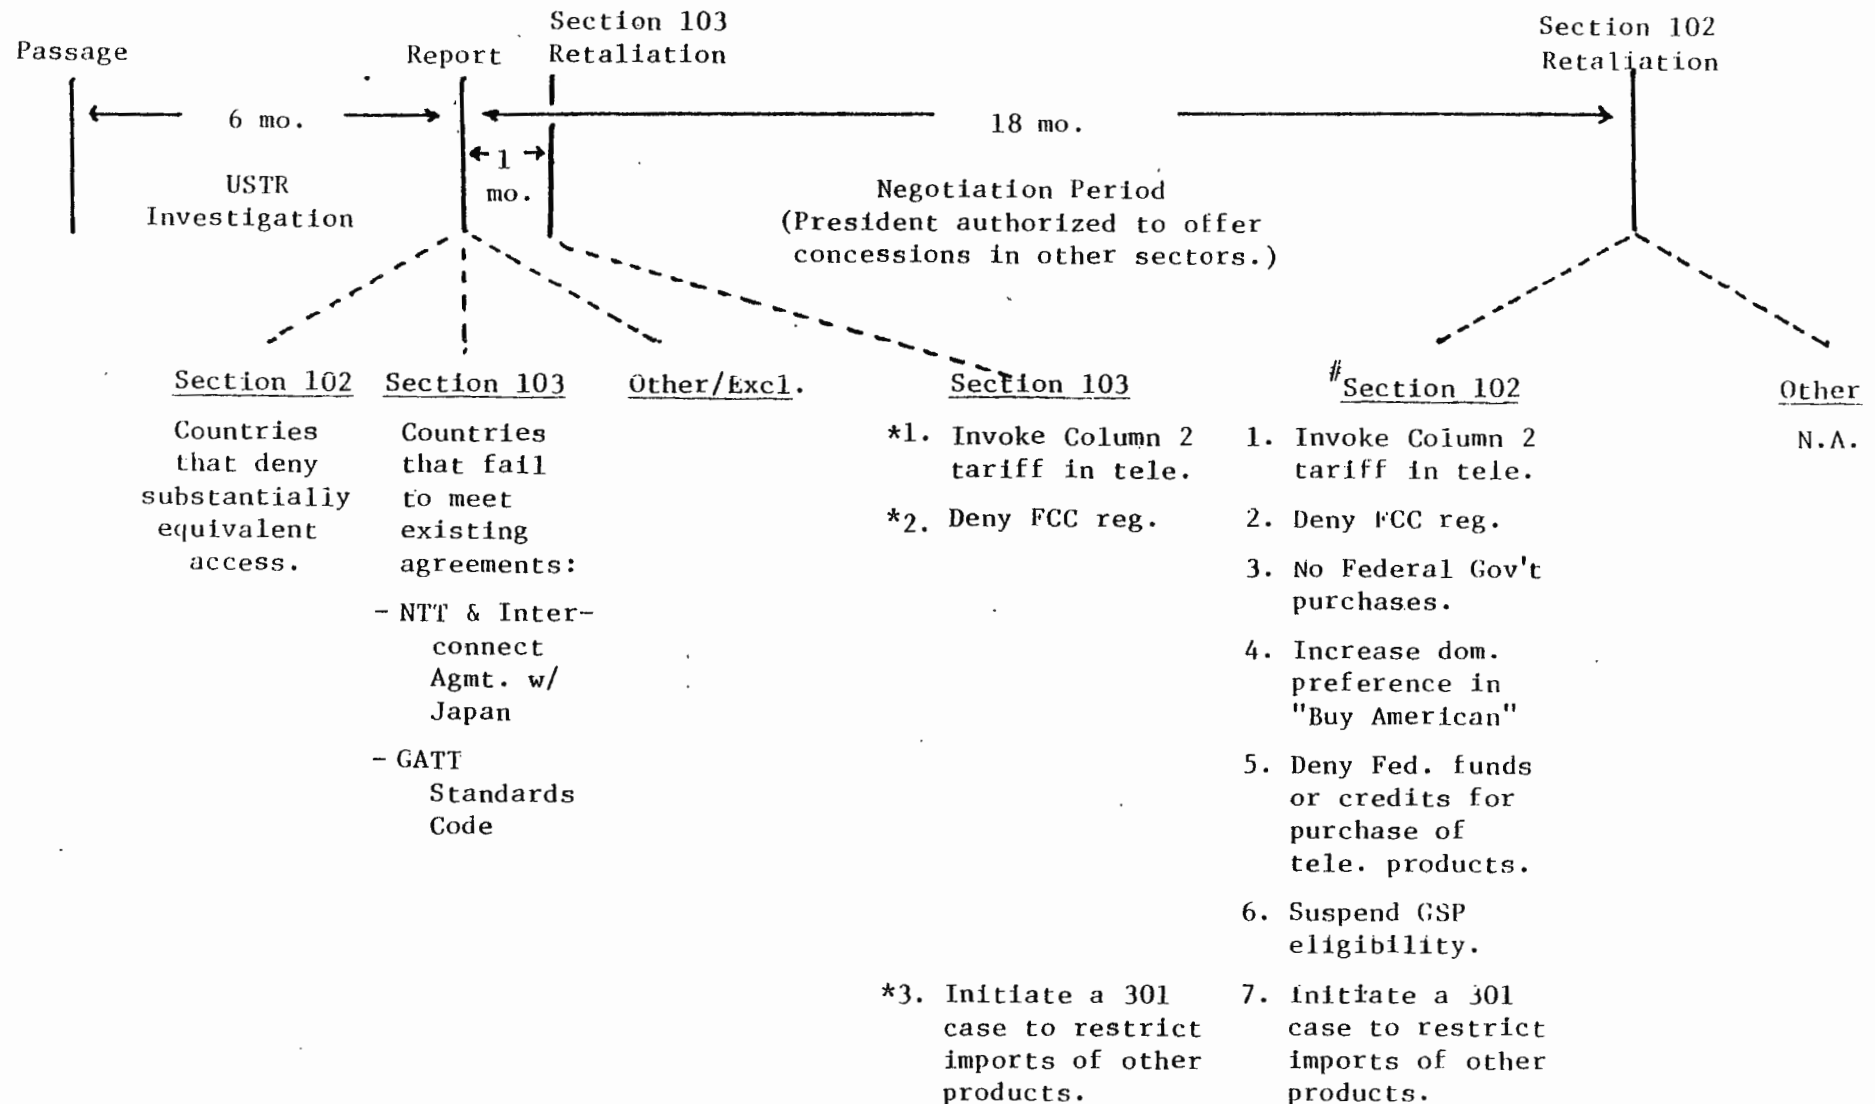 Passage
Report
Section 103
Retaliation
Section 102
Retaliation
6 mo.
1
mo.
18 mo.
USTR
Investigation
Negotiation Period
(President authorized to offer
concessions in other sectors.)
Section 102
Countries
that deny
substantially
equivalent
access.
Section 103
Countries
that fail
to meet
existing
agreements:
- NTT & Inter-
connect
Agmt. w/
Japan
- GATT
Standards
Code
Other/Excl.
Section 103
*1. Invoke Column 2
tariff in tele.
*2. Deny FCC reg.
*3. Initiate a 301
case to restrict
imports of other
products.
#Section 102
1. Invoke Column 2
tariff in tele.
2. Deny FCC reg.
3. No Federal Gov't
purchases.
4. Increase dom.
preference in
"Buy American"
5. Deny Fed. funds
or credits for
purchase of
tele. products.
6. Suspend GSP
eligibility.
7. Initiate a 301
case to restrict
imports of other
products.
Other
N.A.